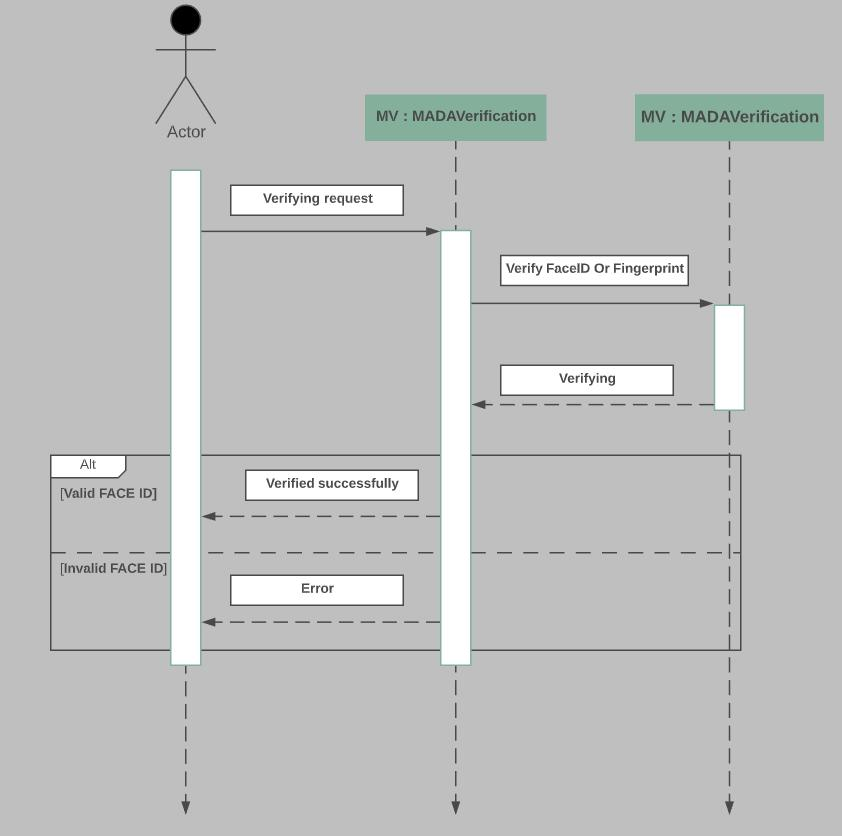 Actor
MV : MADAVerification
MV : MADAVerification
Verifying request
Verify FaceID Or Fingerprint
Verifying
Alt
[Valid FACE ID]
Verified successfully
[Invalid FACE ID]
Error